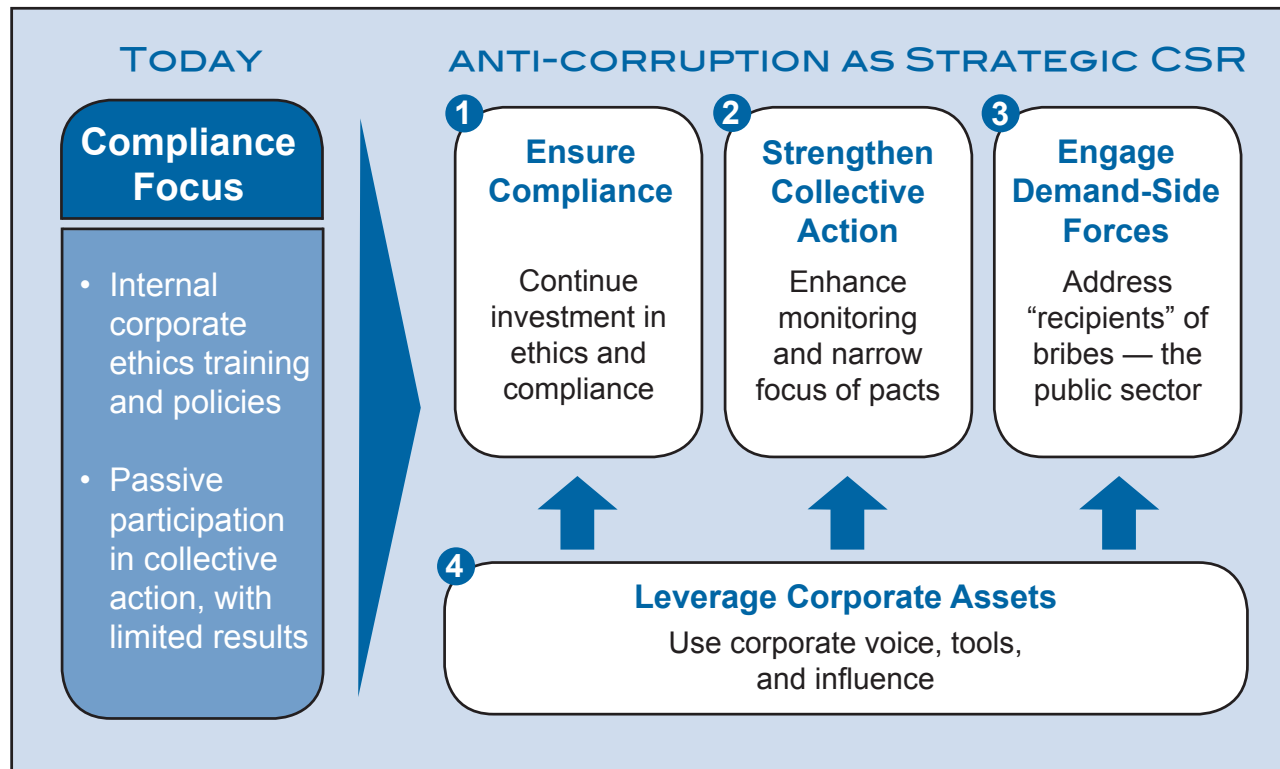 TODAY
Compliance
Focus
• Internal
corporate
ethics training
and policies
• Passive
participation
in collective
action, with
limited results
ANTI-CORRUPTION AS STRATEGIC CSR
1
Ensure
Compliance
Continue
investment in
ethics and
compliance
2
Strengthen
Collective
Action
Enhance
monitoring
and narrow
focus of pacts
3
Engage
Demand-Side
Forces
Address
“recipients” of
bribes — the
public sector
4
Leverage Corporate Assets
Use corporate voice, tools,
and influence